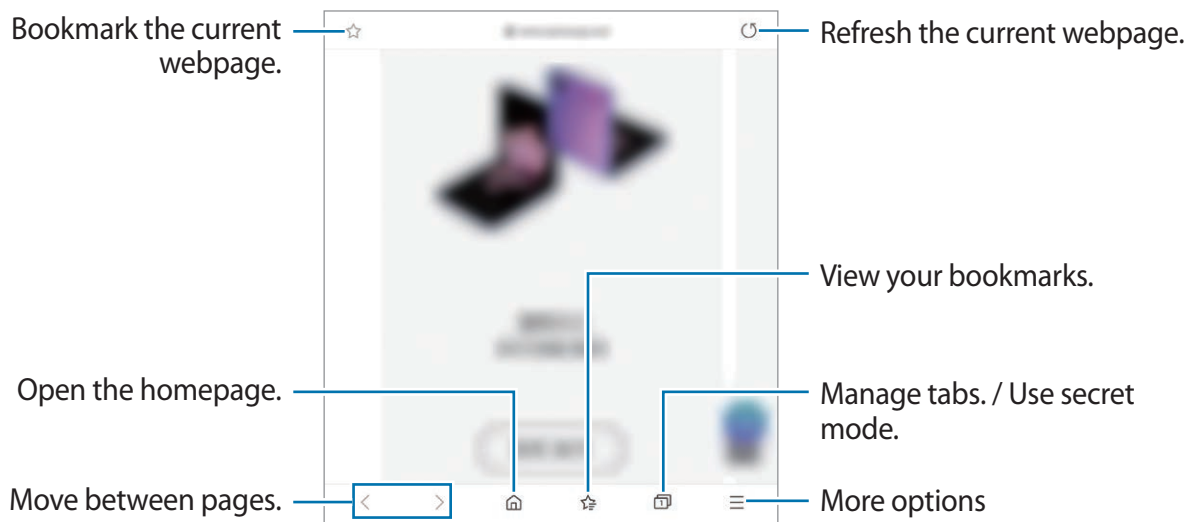 Bookmark the current
webpage.
Refresh the current webpage.
View your bookmarks.
Open the homepage.
Manage tabs. / Use secret
mode.
Move between pages.
1
More options